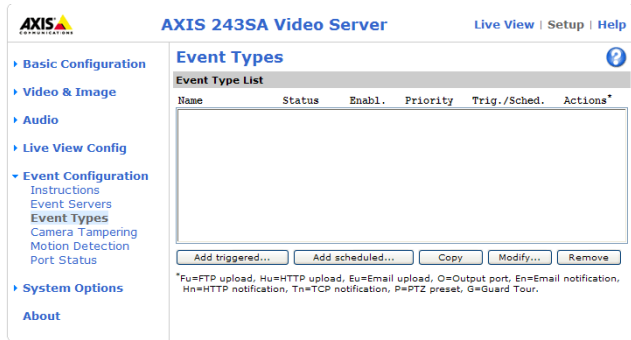 AXIS
COMMUNICATIONS
AXIS 243SA Video Server
Live View | Setup | Help
Basic Configuration
Video & Image
Audio
Live View Config
Event Configuration
Instructions
Event Servers
Event Types
Camera Tampering
Motion Detection
Port Status
System Options
About
Event Types
?
Event Type List
Name Status Enabl. Priority Trig./Sched. Actions*
Add triggered... Add scheduled... Copy Modify... Remove
*Fu=FTP upload, Hu=HTTP upload, Eu=Email upload, O=Output port, En=Email notification,
Hn=HTTP notification, Tn=TCP notification, P=PTZ preset, G=Guard Tour.